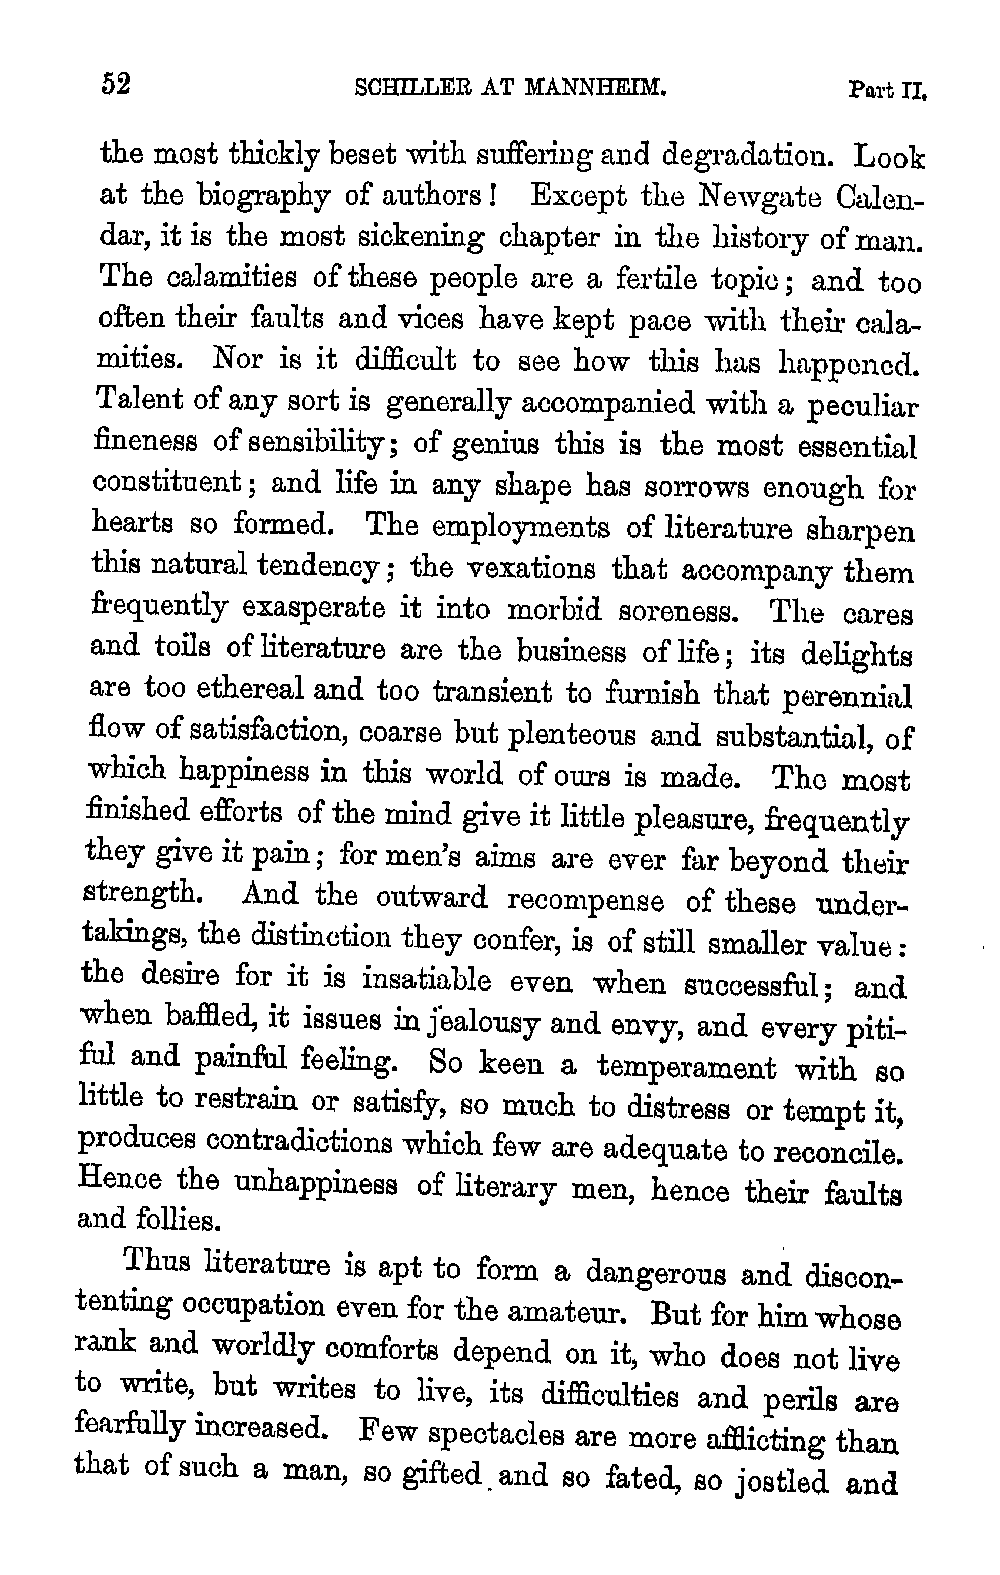 52 SCHILLER AT MANNHEIM. Part II.
the most thickly beset with suffering and degradation. Look
at the biography of authors! Except the Newgate Calen-
dar, it is the most sickening chapter in the history of man.
The calamities of these people are a fertile topic; and too
often their faults and vices have kept pace with their cala-
mities. Nor is it difficult to see how this has happened.
Talent of any sort is generally accompanied with a peculiar
fineness of sensibility; of genius this is the most essential
constituent; and life in any shape has sorrows enough for
hearts so formed. The employments of literature sharpen
this natural tendency; the vexations that accompany them
frequently exasperate it into morbid soreness. The cares
and toils of literature are the business of life; its delights
are too ethereal and too transient to furnish that perennial
flow of satisfaction, coarse but plenteous and substantial, of
which happiness in this world of ours is made. The most
finished efforts of the mind give it little pleasure, frequently
they give it pain; for men's aims are ever far beyond their
strength. And the outward recompense of these under-
takings, the distinction they confer, is of still smaller value:
the desire for it is insatiable even when successful; and
when baffled, it issues in jealousy and envy, and every piti-
ful and painful feeling. So keen a temperament with so
little to restrain or satisfy, so much to distress or tempt it,
produces contradictions which few are adequate to reconcile.
Hence the unhappiness of literary men, hence their faults
and follies.
Thus literature is apt to form a dangerous and discon-
tenting occupation even for the amateur. But for him whose
rank and worldly comforts depend on it, who does not live
to write, but writes to live, its difficulties and perils are
fearfully increased. Few spectacles are more afflicting than
that of such a man, so gifted and so fated, so jostled and